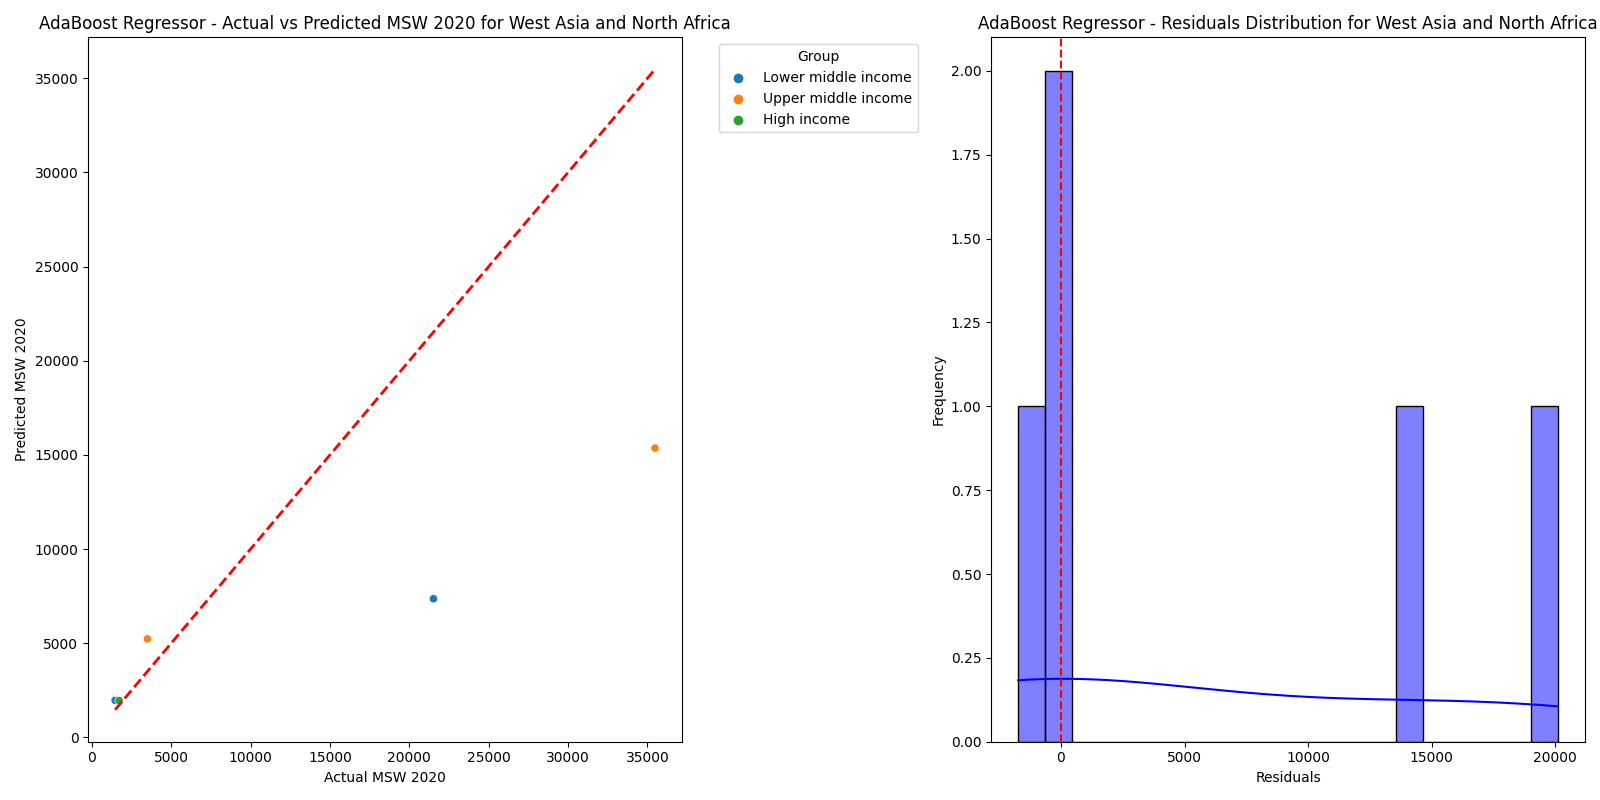 AdaBoost Regressor - Actual vs Predicted MSW 2020 for West Asia and North Africa
35000
30000
25000
20000
15000
10000
5000
0
Predicted MSW 2020
0 5000 10000 15000 20000 25000 30000 35000
Actual MSW 2020
Group
Lower middle income
Upper middle income
High income
AdaBoost Regressor - Residuals Distribution for West Asia and North Africa
2.00
1.75
1.50
1.25
1.00
0.75
0.50
0.25
0.00
Frequency
0 5000 10000 15000 20000
Residuals